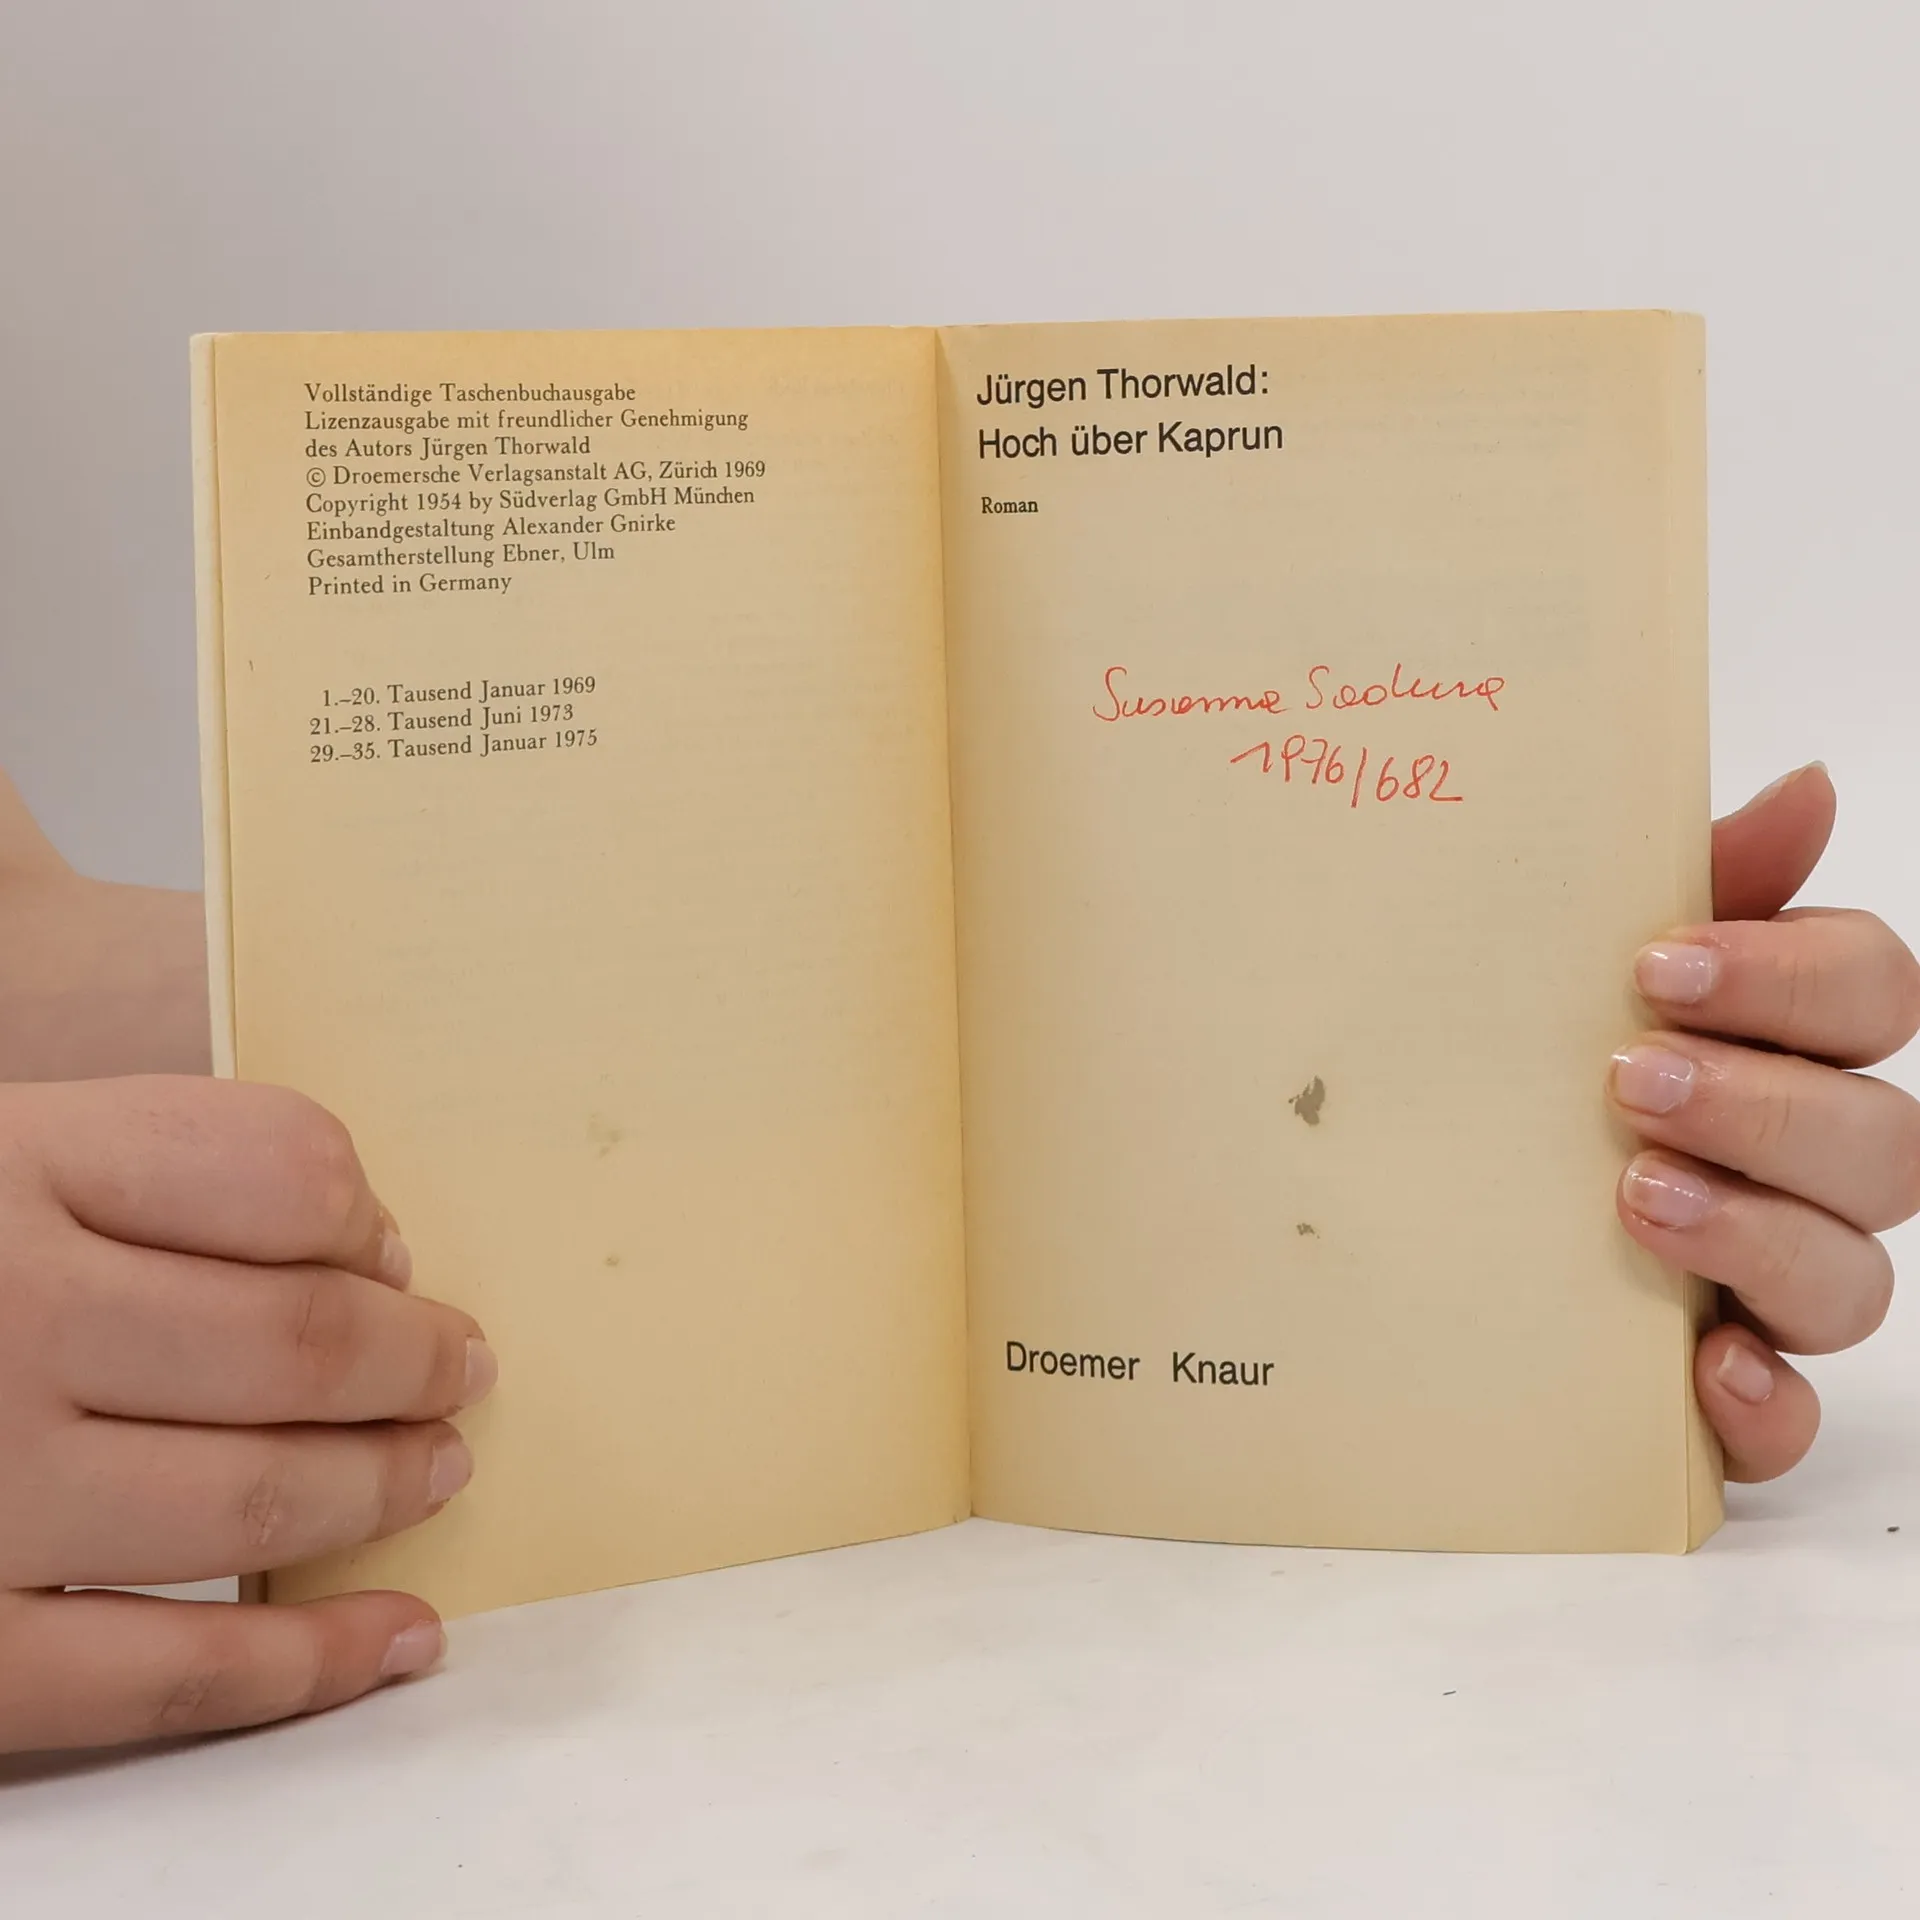 Vollständige Taschenbuchausgabe
Lizenzausgabe mit freundlicher Genehmigung
des Autors Jürgen Thorwald
© Droemersche Verlagsanstalt AG, Zürich 1969
Copyright 1954 by Südverlag GmbH München
Einbandgestaltung Alexander Gnirke
Gesamtherstellung Ebner, Ulm
Printed in Germany
1.–20. Tausend Januar 1969
21.–28. Tausend Juni 1973
29.–35. Tausend Januar 1975
Jürgen Thorwald:
Hoch über Kaprun
Roman
Susanna
1976/682
Droemer Knaur